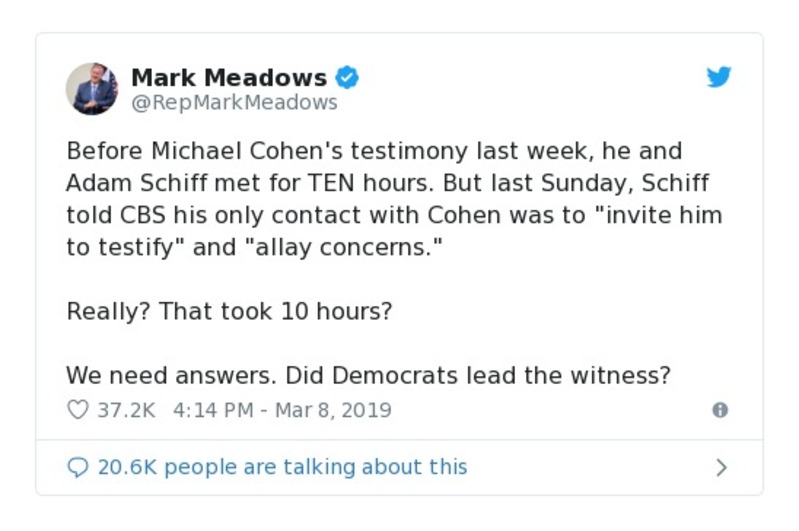 Mark Meadows
@RepMarkMeadows
Before Michael Cohen's testimony last week, he and
Adam Schiff met for TEN hours. But last Sunday, Schiff
told CBS his only contact with Cohen was to "invite him
to testify" and "allay concerns."
Really? That took 10 hours?
We need answers. Did Democrats lead the witness?
37.2K 4:14 PM - Mar 8, 2019
20.6K people are talking about this